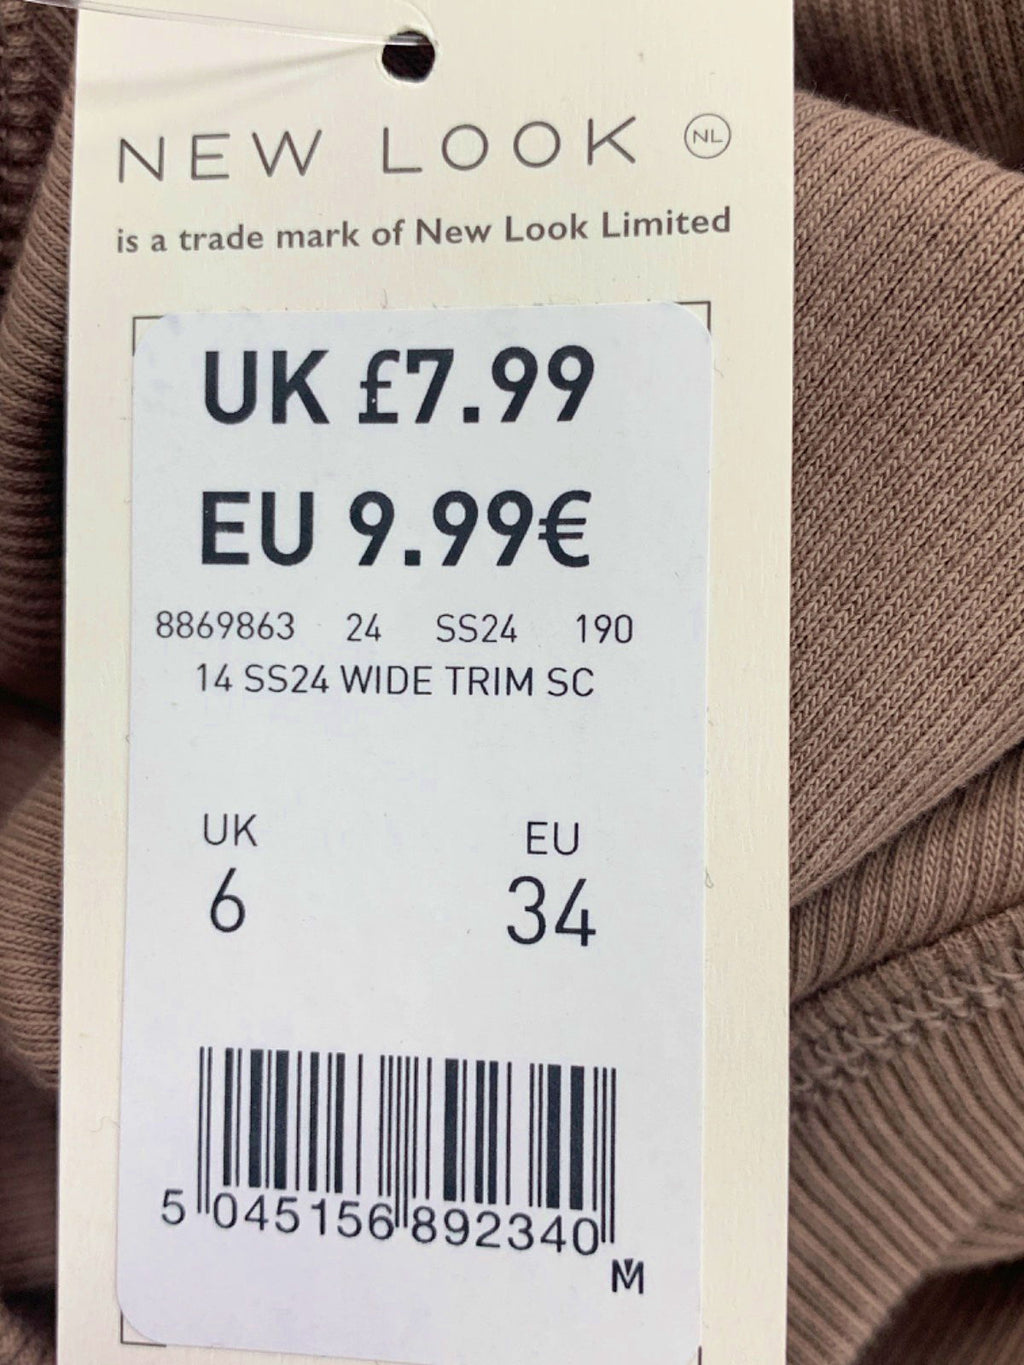 NEW LOOK NL
is a trade mark of New Look Limited
UK £7.99
EU 9.99€
8869863 24 SS24 190
14 SS24 WIDE TRIM SC
UK EU
6 34
5 045156 892340
M